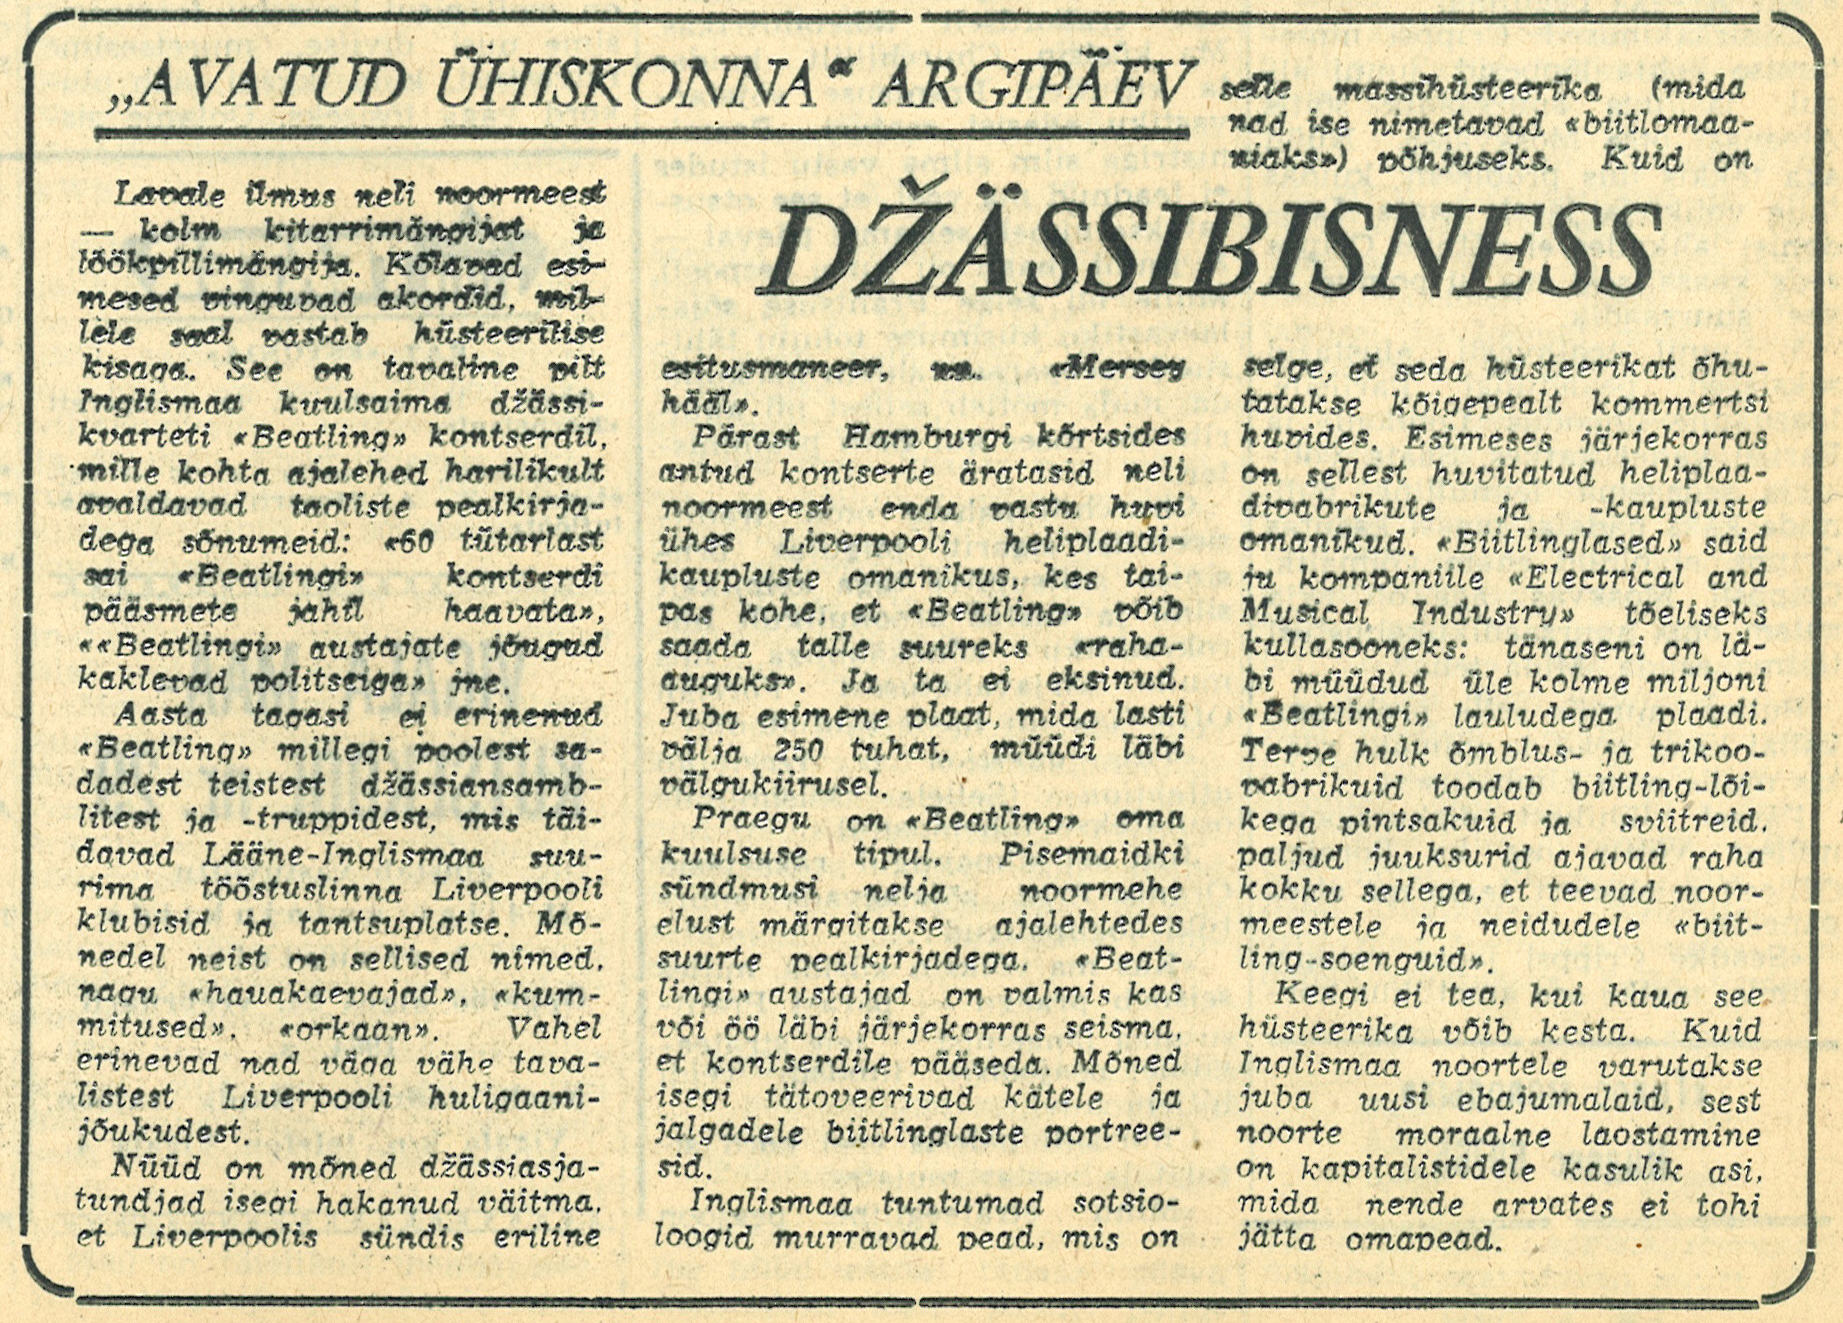 „AVATUD ÜHISKONNA“ ARGIPÄEV
DŽÄSSIBISNESS
Lavale ilmus neli noormeest
— kolm kitarrimängijat ja
löökpillimängija. Kõlavad esi-
mesed vinguvad akordid, mil-
lele saal vastab hüsteerilise
kisaga. See on tavaline pilt
Inglismaa kuulsaima džässi-
kvarteti «Beatling» kontserdil,
mille kohta ajalehed harilikult
avaldavad taoliste pealkirja-
dega sõnumeid: «60 tütarlast
sai «Beatlingi» kontserdi
pääsmete jahil haavata»,
««Beatlingi» austajate jõugud
kaklevad politseiga» jne.
Aasta tagasi ei erinenud
«Beatling» millegi poolest sa-
dadest teistest džässiansamb-
litest ja -truppidest, mis täi-
davad Lääne-Inglismaa suu-
rima tööstuslinna Liverpooli
klubisid ja tantsuplatse. Mõ-
nedel neist on sellised nimed,
nagu «hauakaevajad», «kum-
mitused», «orkaan». Vahel
erinevad nad väga vähe tava-
listest Liverpooli huligaani-
jõukudest.
Nüüd on mõned džässiasja-
tundjad isegi hakanud väitma,
et Liverpoolis sündis eriline
esitusmaneer, nn. «Mersey
hääl».
Pärast Hamburgi kõrtsides
antud kontserte äratasid neli
noormeest enda vastu huvi
ühes Liverpooli heliplaadi-
kaupluste omanikus, kes tai-
pas kohe, et «Beatling» võib
saada talle suureks «raha-
auguks». Ja ta ei eksinud.
Juba esimene plaat, mida lasti
välja 250 tuhat, müüdi läbi
välgukiirusel.
Praegu on «Beatling» oma
kuulsuse tipul. Pisemaidki
sündmusi nelja noormehe
elust märgitakse ajalehtedes
suurte pealkirjadega. «Beat-
lingi» austajad on valmis kas
või öö läbi järjekorras seisma,
et kontserdile pääseda. Mõned
isegi tätoveerivad kätele ja
jalgadele biitlinglaste portree-
sid.
Inglismaa tuntumad sotsio-
loogid murravad pead, mis on
selle massihüsteerika (mida
nad ise nimetavad «biitlomaa-
niaks») põhjuseks. Kuid on
selge, et seda hüsteerikat õhu-
tatakse kõigepealt kommertsi
huvides. Esimeses järjekorras
on sellest huvitatud heliplaa-
divabrikute ja -kaupluste
omanikud. «Biitlinglased» said
ju kompaniile «Electrical and
Musical Industry» tõeliseks
kullasooneks: tänaseni on lä-
bi müüdud üle kolme miljoni
«Beatlingi» lauludega plaadi.
Terve hulk õmblus- ja trikoo-
vabrikuid toodab biitling-lõi-
kega pintsakuid ja sviitreid,
paljud juuksurid ajavad raha
kokku sellega, et teevad noor-
meestele ja neidudele «biit-
ling-soenguid».
Keegi ei tea, kui kaua see
hüsteerika võib kesta. Kuid
Inglismaa noortele varutakse
juba uusi ebajumalaid, sest
noorte moraalne laostamine
on kapitalistidele kasulik asi,
mida nende arvates ei tohi
jätta omapead.